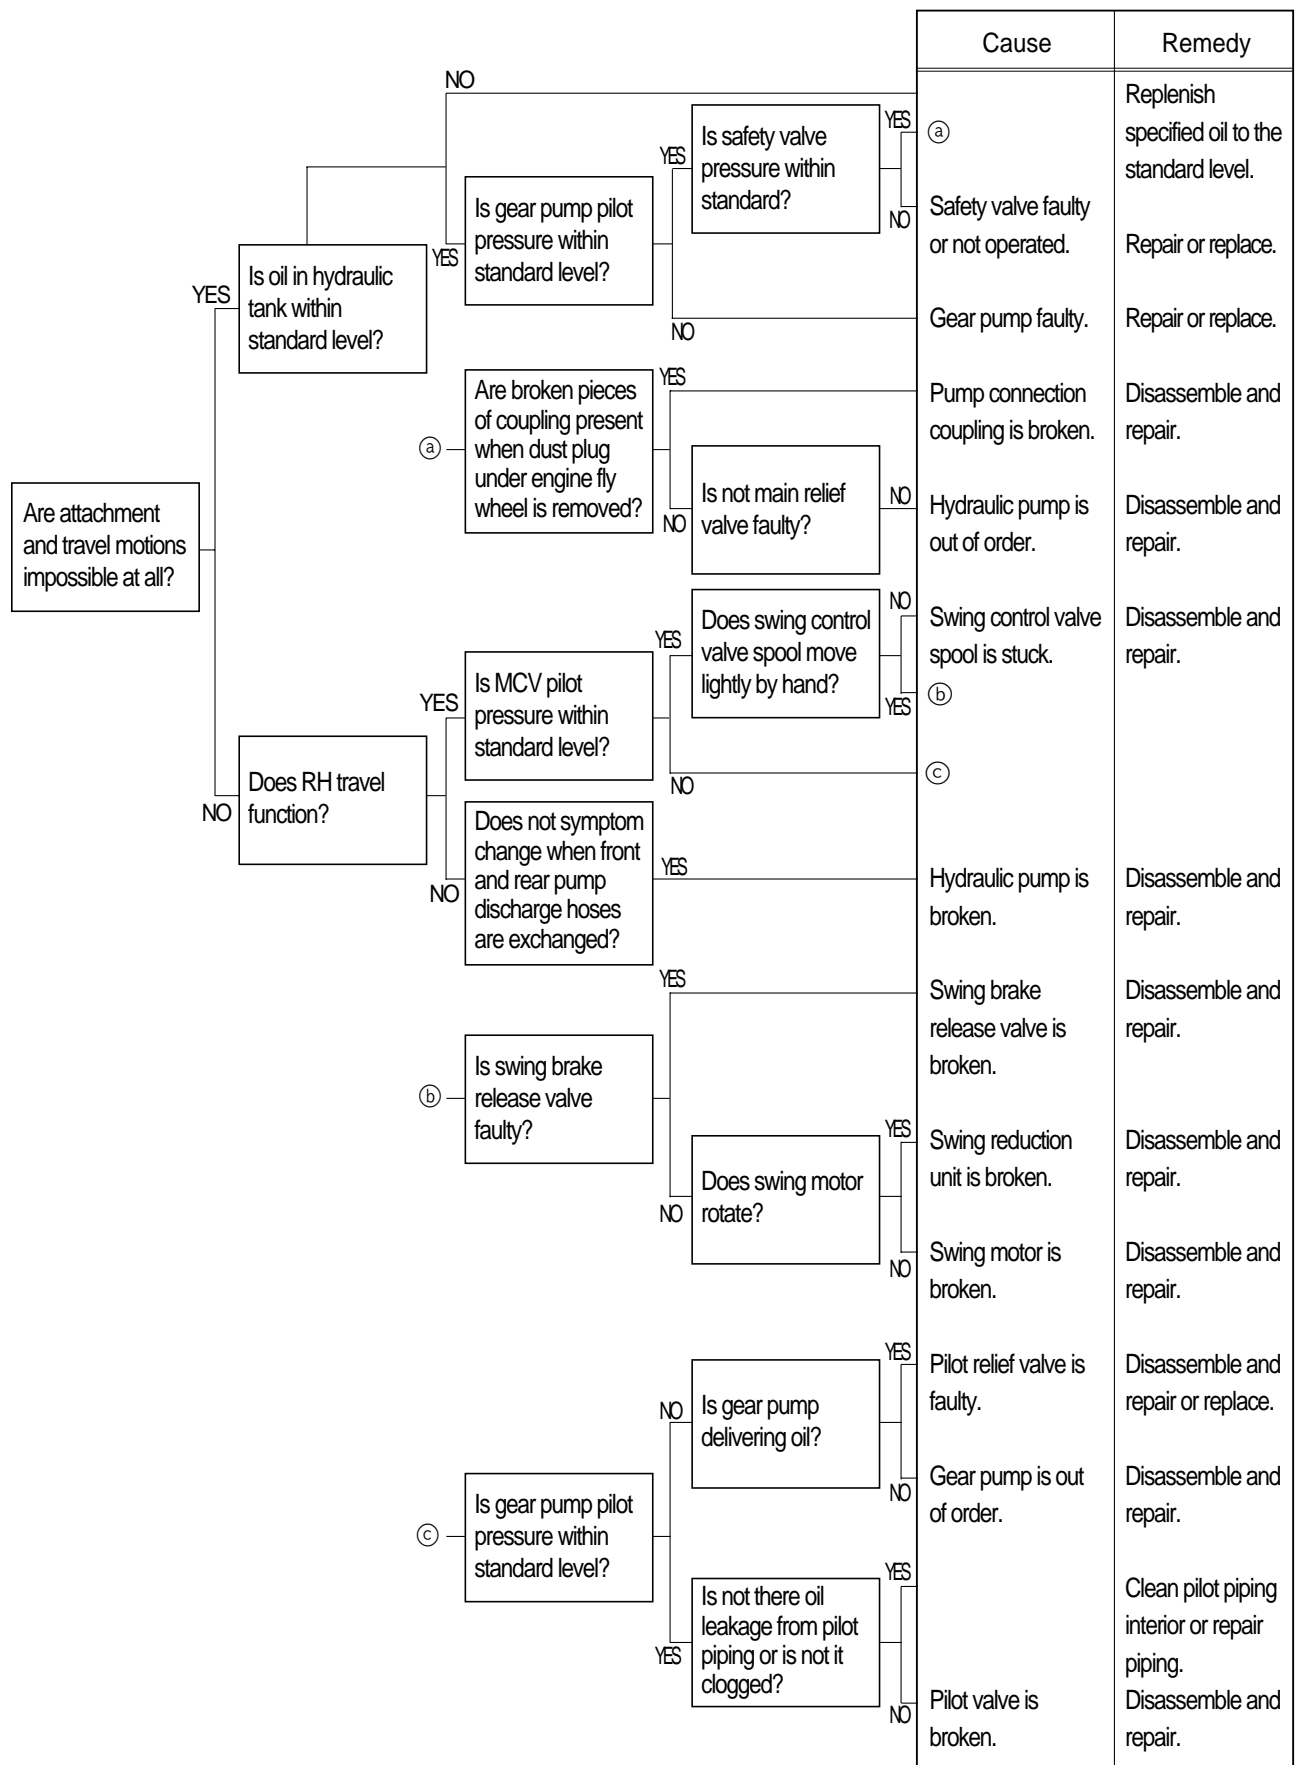 Cause
Remedy
NO
Replenish
specified oil to the
standard level.
Is safety valve
pressure within
standard?
YES
ⓐ
YES
NO
Safety valve faulty
or not operated.
Repair or replace.
Is gear pump pilot
pressure within
standard level?
YES
Is oil in hydraulic
tank within
standard level?
YES
NO
Gear pump faulty.
Repair or replace.
Are broken pieces
of coupling present
when dust plug
under engine fly
wheel is removed?
ⓐ
YES
Pump connection
coupling is broken.
Disassemble and
repair.
NO
Is not main relief
valve faulty?
NO
Hydraulic pump is
out of order.
Disassemble and
repair.
Are attachment
and travel motions
impossible at all?
Does swing control
valve spool move
lightly by hand?
NO
Swing control valve
spool is stuck.
Disassemble and
repair.
YES
YES
ⓑ
YES
Is MCV pilot
pressure within
standard level?
NO
ⓒ
NO
Does RH travel
function?
NO
Does not symptom
change when front
and rear pump
discharge hoses
are exchanged?
YES
Hydraulic pump is
broken.
Disassemble and
repair.
YES
Swing brake
release valve is
broken.
Disassemble and
repair.
ⓑ
Is swing brake
release valve
faulty?
NO
Does swing motor
rotate?
YES
Swing reduction
unit is broken.
Disassemble and
repair.
NO
Swing motor is
broken.
Disassemble and
repair.
NO
Is gear pump
delivering oil?
YES
Pilot relief valve is
faulty.
Disassemble and
repair or replace.
NO
Gear pump is out
of order.
Disassemble and
repair.
ⓒ
Is gear pump pilot
pressure within
standard level?
YES
Is not there oil
leakage from pilot
piping or is not it
clogged?
YES
Clean pilot piping
interior or repair
piping.
NO
Pilot valve is
broken.
Disassemble and
repair.